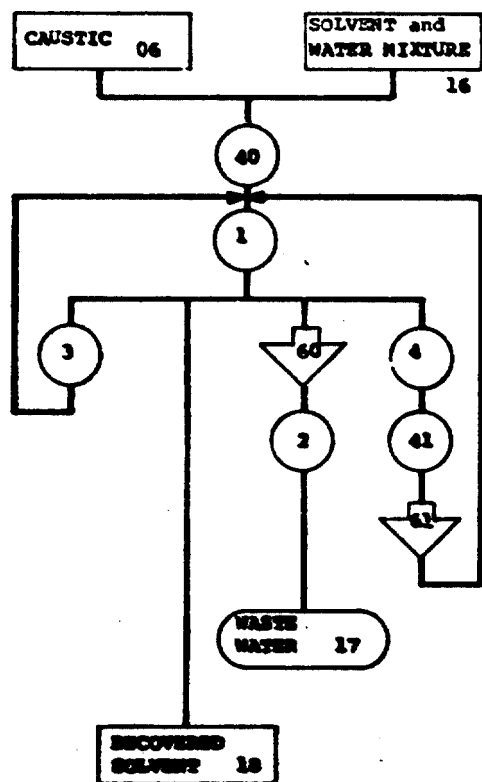 CAUSTIC 06
SOLVENT and
WATER MIXTURE
16
40
1
3
60
4
2
41
61
WASTE
WATER 17
RECOVERED
SOLVENT 18